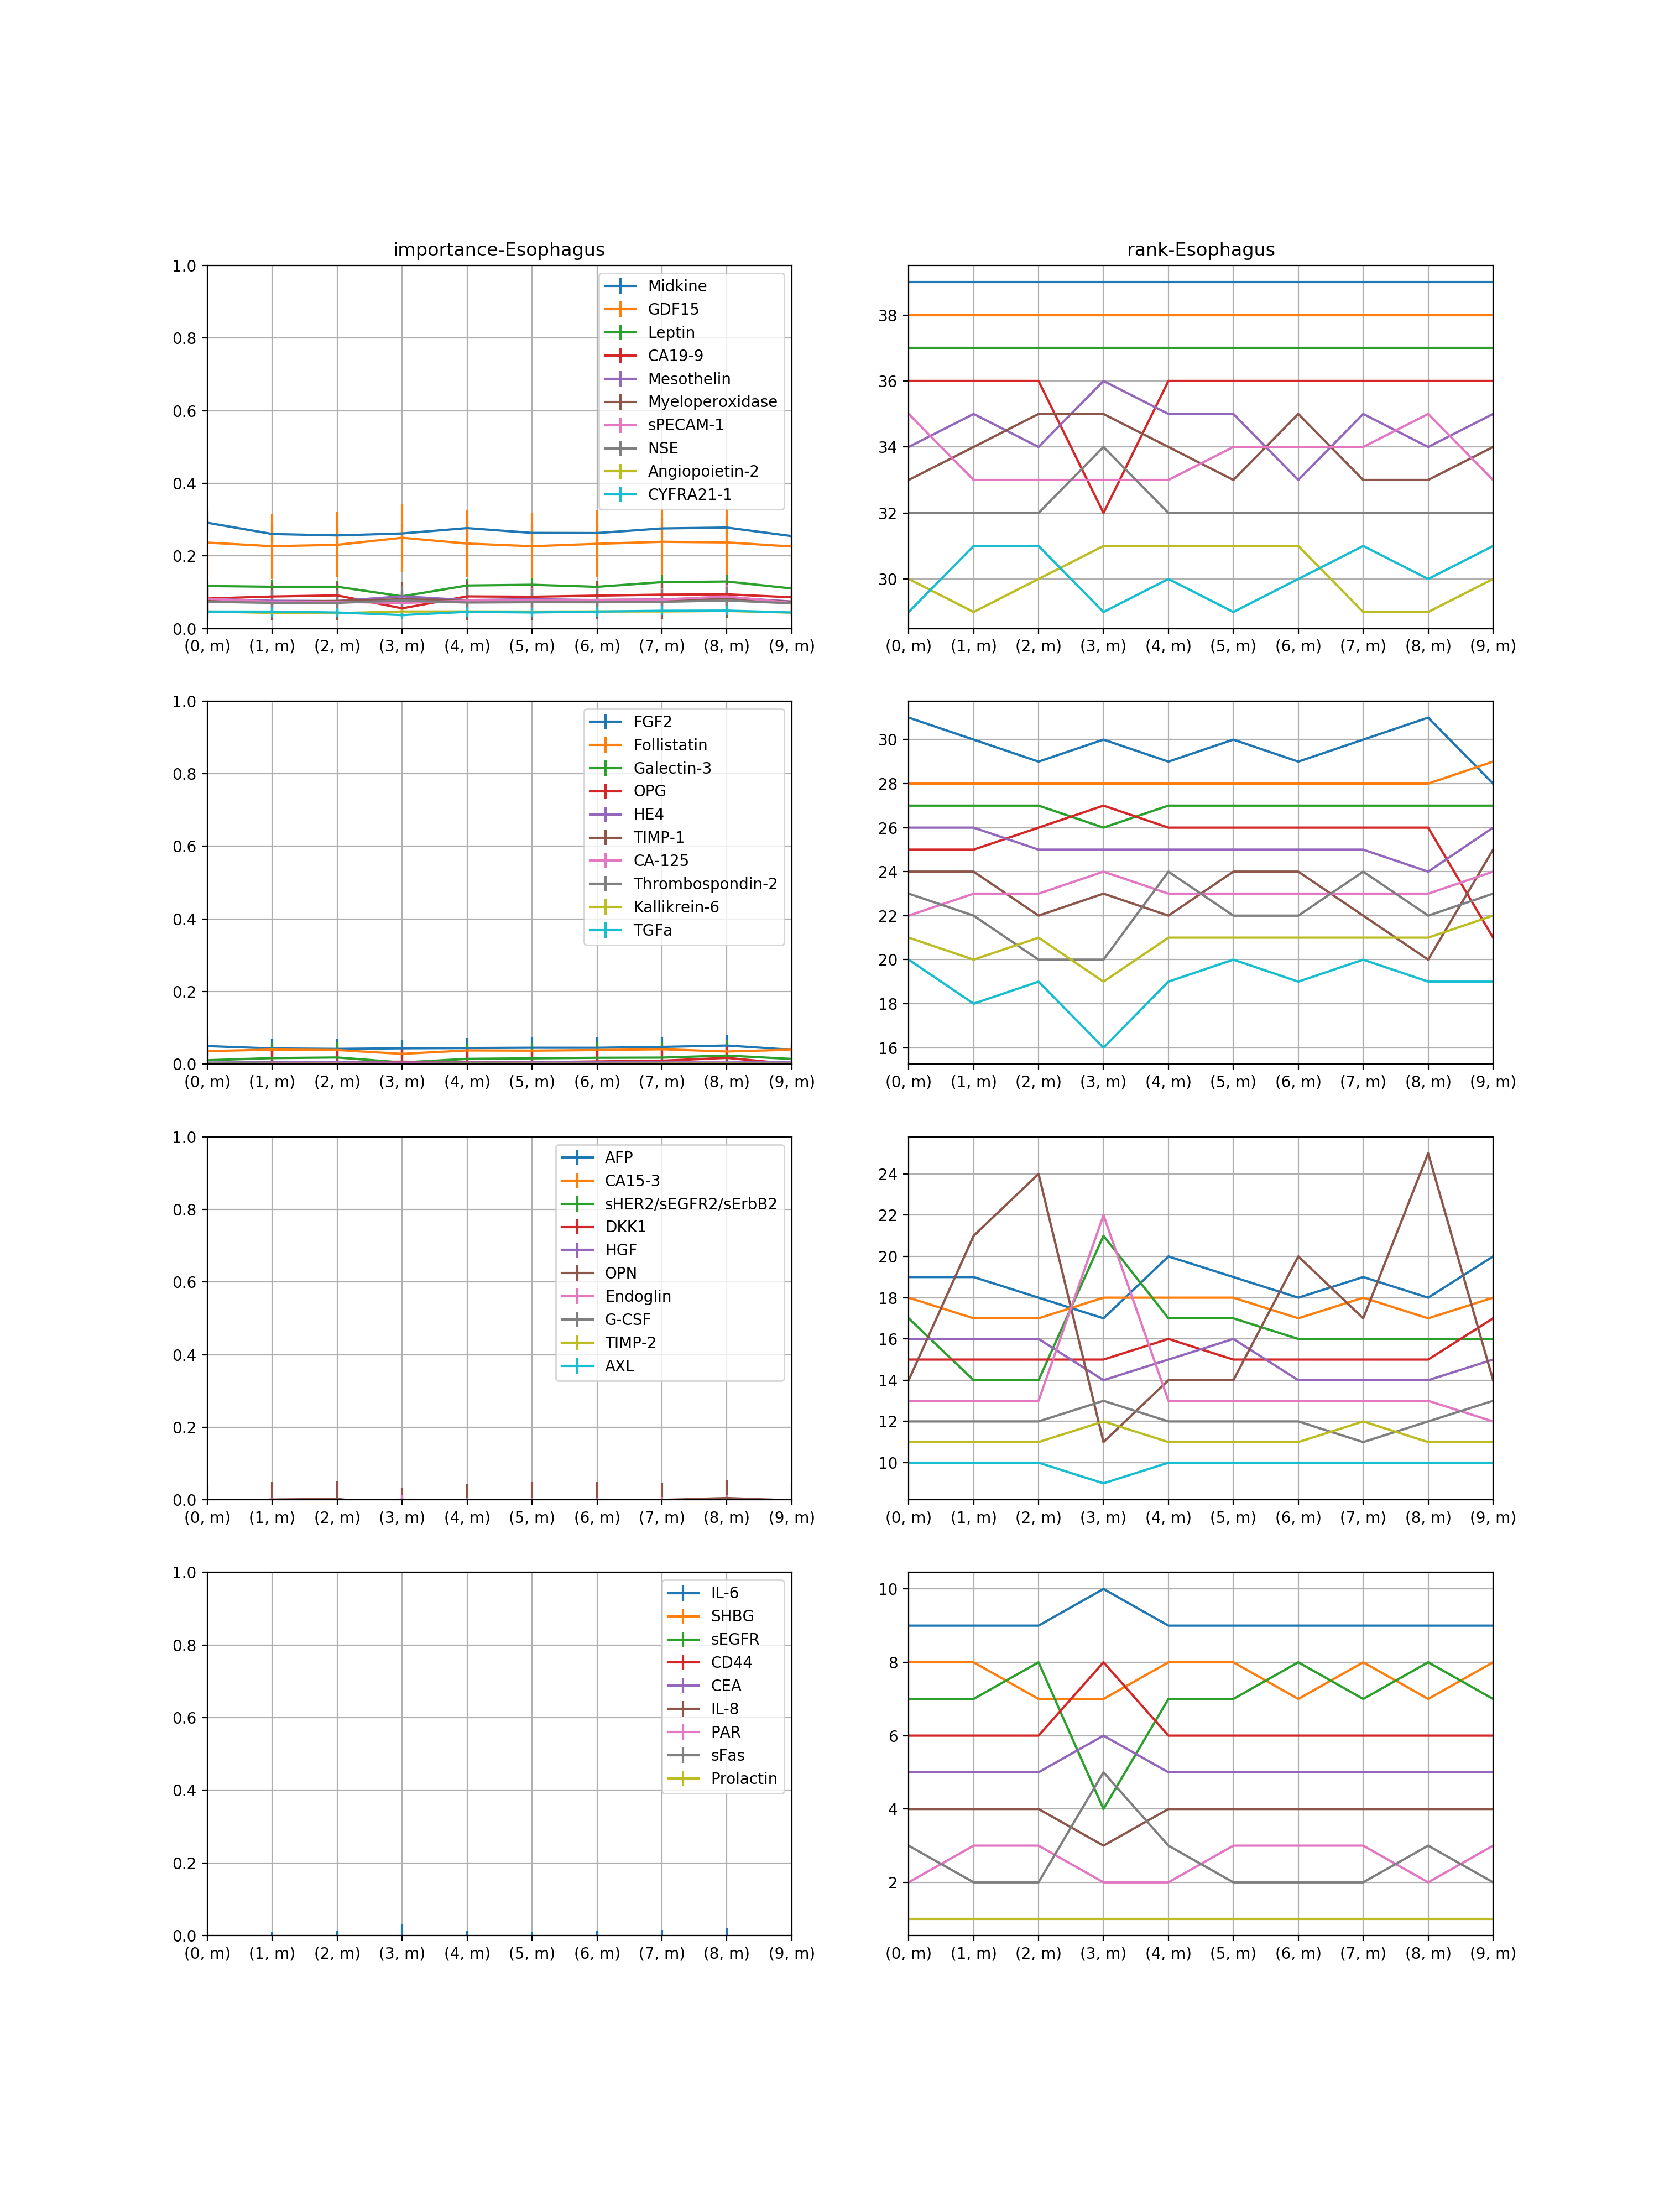 importance-Esophagus
1.0
0.8
0.6
0.4
0.2
0.0
Midkine
GDF15
Leptin
CA19-9
Mesothelin
Myeloperoxidase
sPECAM-1
NSE
Angiopoietin-2
CYFRA21-1
(0, m) (1, m) (2, m) (3, m) (4, m) (5, m) (6, m) (7, m) (8, m) (9, m)
rank-Esophagus
38
36
34
32
30
(0, m) (1, m) (2, m) (3, m) (4, m) (5, m) (6, m) (7, m) (8, m) (9, m)
1.0
0.8
0.6
0.4
0.2
0.0
FGF2
Follistatin
Galectin-3
OPG
HE4
TIMP-1
CA-125
Thrombospondin-2
Kallikrein-6
TGFa
(0, m) (1, m) (2, m) (3, m) (4, m) (5, m) (6, m) (7, m) (8, m) (9, m)
30
28
26
24
22
20
18
16
(0, m) (1, m) (2, m) (3, m) (4, m) (5, m) (6, m) (7, m) (8, m) (9, m)
1.0
0.8
0.6
0.4
0.2
0.0
AFP
CA15-3
sHER2/sEGFR2/sErbB2
DKK1
HGF
OPN
Endoglin
G-CSF
TIMP-2
AXL
(0, m) (1, m) (2, m) (3, m) (4, m) (5, m) (6, m) (7, m) (8, m) (9, m)
24
22
20
18
16
14
12
10
(0, m) (1, m) (2, m) (3, m) (4, m) (5, m) (6, m) (7, m) (8, m) (9, m)
1.0
0.8
0.6
0.4
0.2
0.0
IL-6
SHBG
sEGFR
CD44
CEA
IL-8
PAR
sFas
Prolactin
(0, m) (1, m) (2, m) (3, m) (4, m) (5, m) (6, m) (7, m) (8, m) (9, m)
10
8
6
4
2
(0, m) (1, m) (2, m) (3, m) (4, m) (5, m) (6, m) (7, m) (8, m) (9, m)